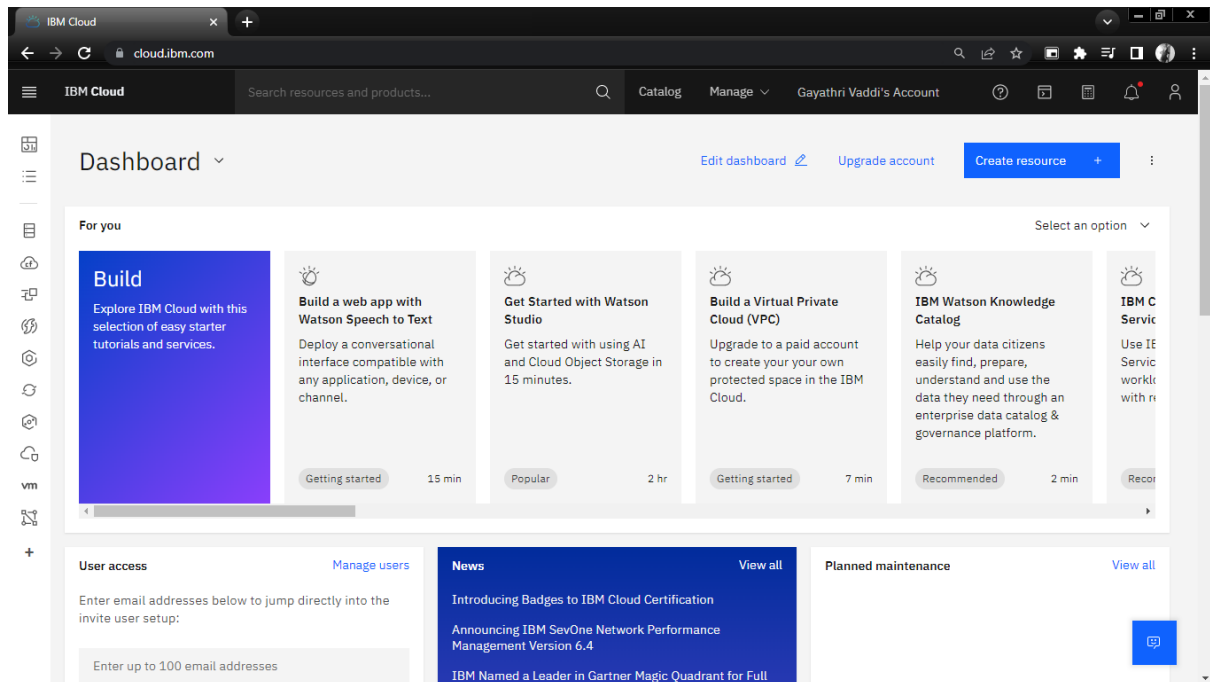 IBM Cloud
cloud.ibm.com
IBM Cloud
Search resources and products...
Catalog
Manage
Gayathri Vaddi's Account
Dashboard
Edit dashboard
Upgrade account
Create resource +
For you
Select an option
Build
Explore IBM Cloud with this
selection of easy starter
tutorials and services.
Build a web app with
Watson Speech to Text
Deploy a conversational
interface compatible with
any application, device, or
channel.
Getting started
15 min
Get Started with Watson
Studio
Get started with using AI
and Cloud Object Storage in
15 minutes.
Popular
2 hr
Build a Virtual Private
Cloud (VPC)
Upgrade to a paid account
to create your your own
protected space in the IBM
Cloud.
Getting started
7 min
IBM Watson Knowledge
Catalog
Help your data citizens
easily find, prepare,
understand and use the
data they need through an
enterprise data catalog &
governance platform.
Recommended
2 min
IBM C
Servic
Use IE
Servic
workl
with re
Recor
vm
User access
Manage users
Enter email addresses below to jump directly into the
invite user setup:
Enter up to 100 email addresses
News
View all
Introducing Badges to IBM Cloud Certification
Announcing IBM SevOne Network Performance
Management Version 6.4
IBM Named a Leader in Gartner Magic Quadrant for Full
Planned maintenance
View all